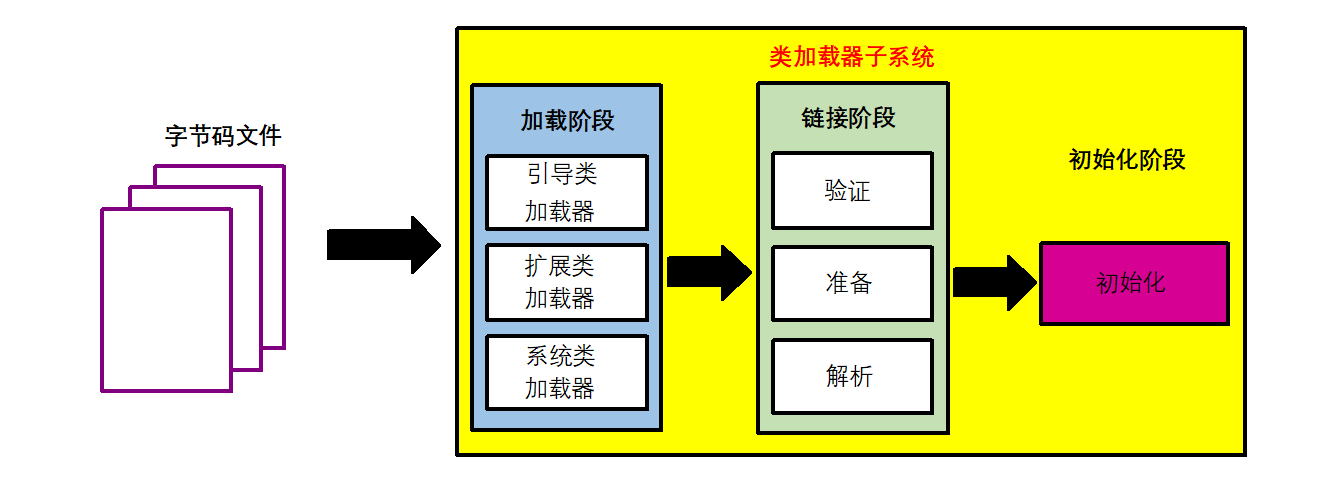 字节码文件
类加载器子系统
加载阶段
引导类
加载器
扩展类
加载器
系统类
加载器
链接阶段
验证
准备
解析
初始化阶段
初始化